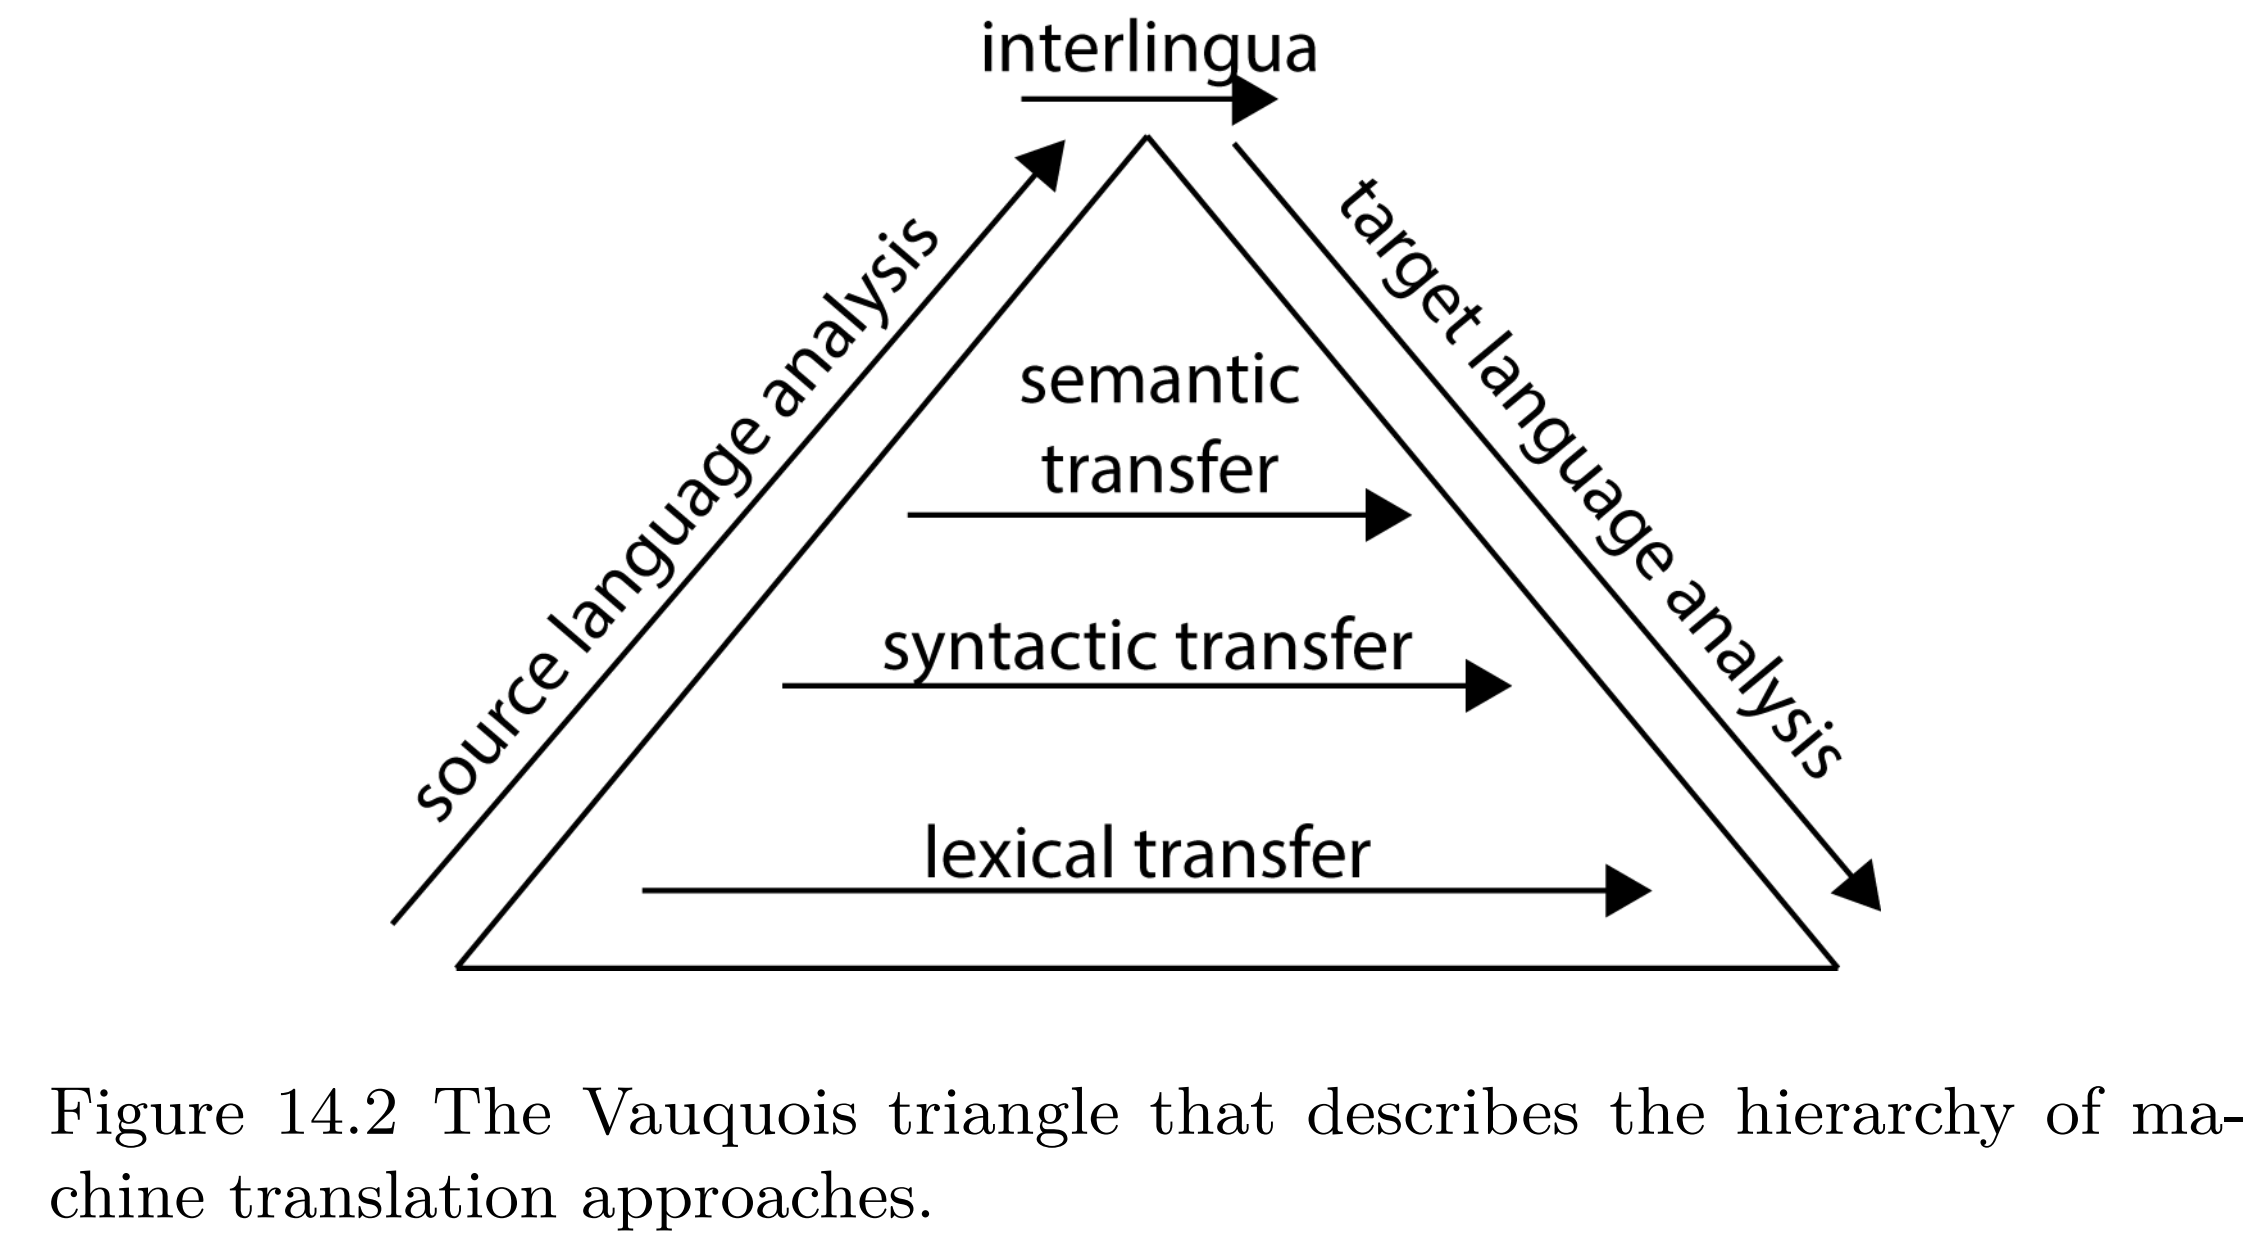 interlingua
source language analysis
target language analysis
semantic
transfer
syntactic transfer
lexical transfer
Figure 14.2 The Vauquois triangle that describes the hierarchy of ma-
chine translation approaches.